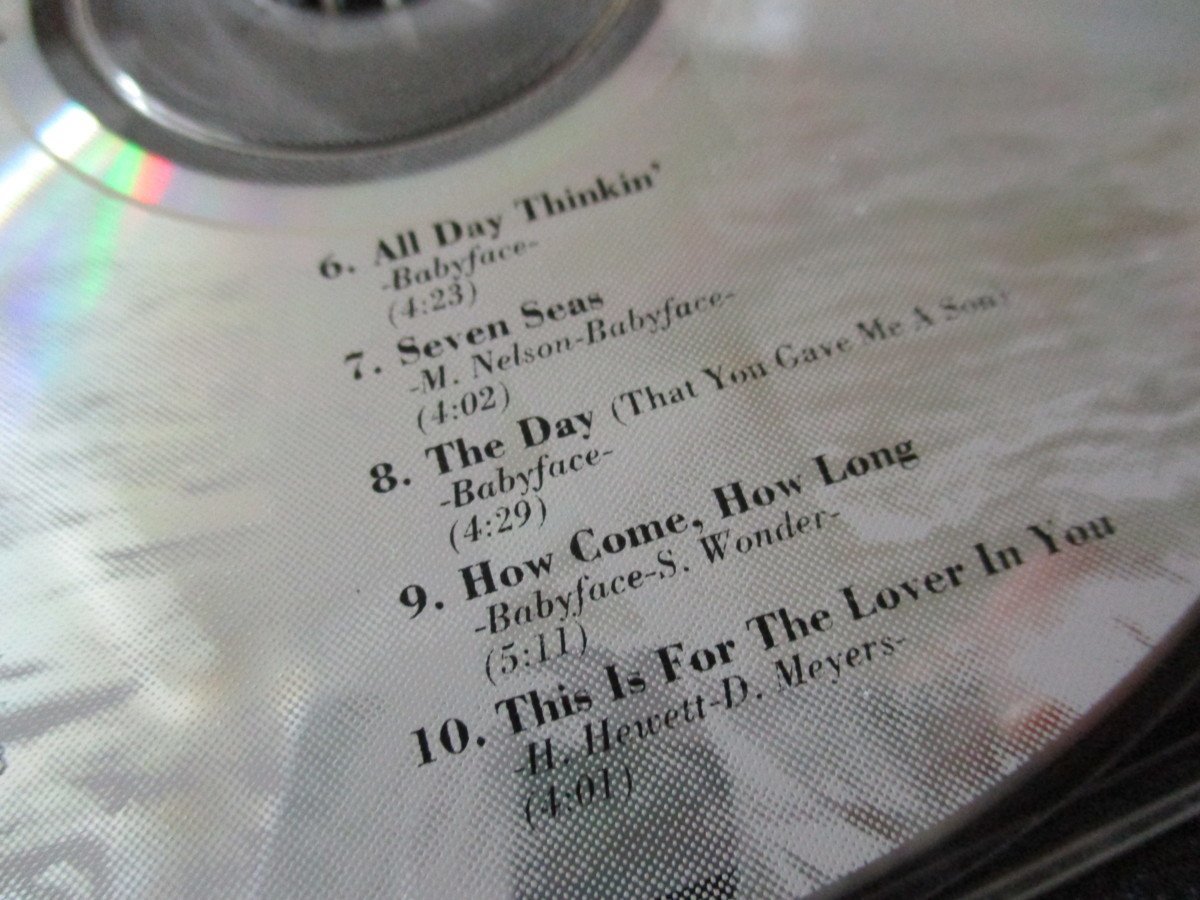 6. All Day Thinkin'
-Babyface-
(4:23)
7. Seven Seas
-M. Nelson-Babyface-
(4:02)
8. The Day (That You Gave Me A Son)
-Babyface-
(4:29)
9. How Come, How Long
-Babyface-S. Wonder-
(5:11)
10. This Is For The Lover In You
-H. Hewett-D. Meyers-
(4:01)